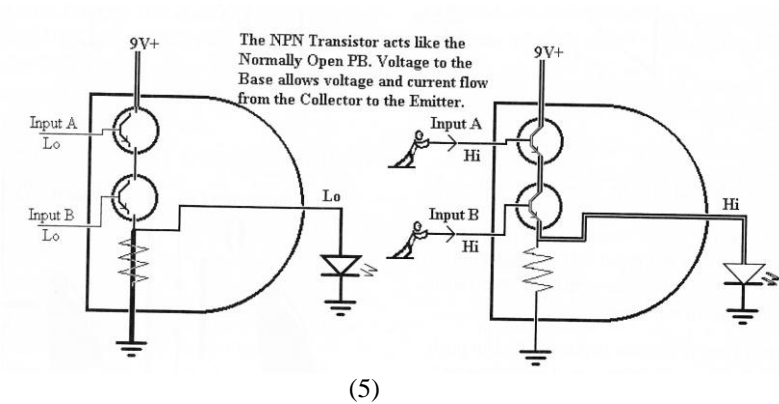 9V+
The NPN Transistor acts like the
Normally Open PB. Voltage to the
Base allows voltage and current flow
from the Collector to the Emitter.
9V+
Input A
Lo
Input B
Lo
Lo
Input A
Hi
Input B
Hi
Hi
(5)